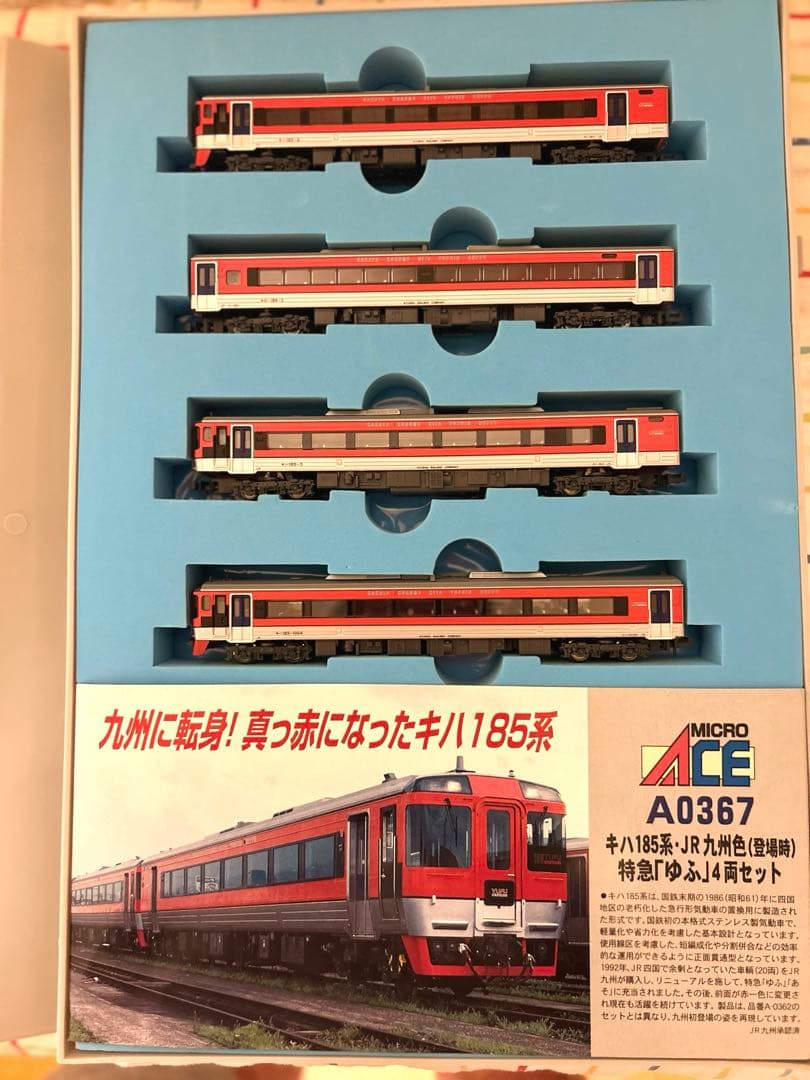 九州に転身!真っ赤になったキハ185系
MICRO
ACE
A0367
キハ185系・JR九州色(登場時)
特急「ゆふ」4両セット
●キハ185系は、国鉄末期の1986(昭和61)年に四国
地区の老朽化した急行形気動車の置換用に製造され
た形式です。国鉄初の本格式ステンレス製気動車で、
軽量化や省力化を考慮した基本設計となっています。
使用線区を考慮した、短編成化や分割併合などの効率
的な運用ができるように正面貫通型となっています。
1992年、JR四国で余剰となっていた車輌(20両)をJR
九州が購入し、リニューアルを施して、特急「ゆふ」「あ
そ」に充当されました。その後、前面が赤一色に変更さ
れ現在も活躍を続けています。製品は、品番A-0362の
セットとは異なり、九州初登場の姿を再現しています。
JR九州承認済
YUFU